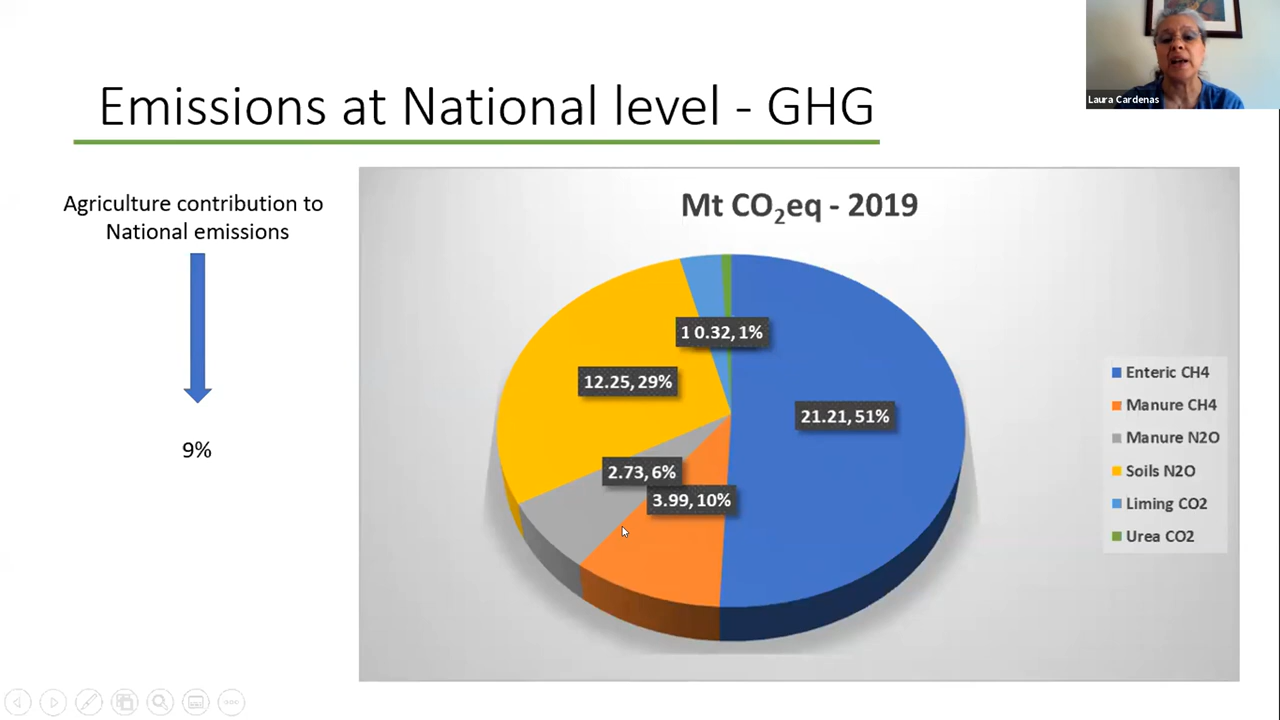 Emissions at National level - GHG
Laura Cardenas
Agriculture contribution to
National emissions
9%
Mt CO₂eq - 2019
1 0.32, 1%
12.25, 29%
21.21, 51%
2.73, 6%
3.99, 10%
Enteric CH4
Manure CH4
Manure N2O
Soils N2O
Liming CO2
Urea CO2